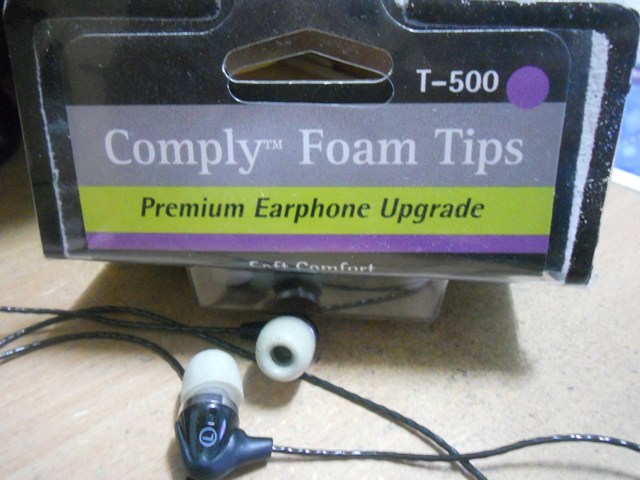 T-500
Comply™ Foam Tips
Premium Earphone Upgrade
Soft Comfort
L